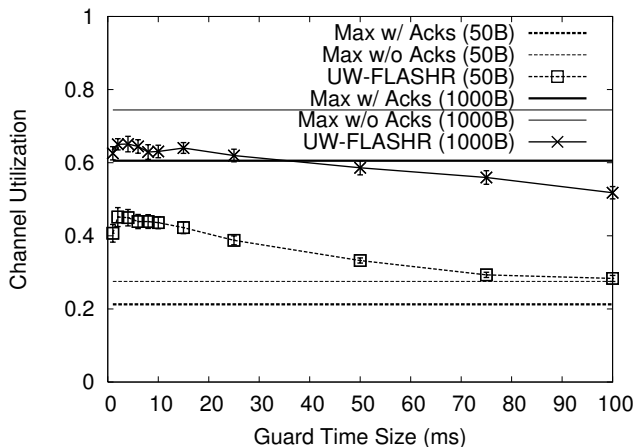 1
0.8
0.6
0.4
0.2
0
Channel Utilization
Max w/ Acks (50B)
Max w/o Acks (50B)
UW-FLASHR (50B)
Max w/ Acks (1000B)
Max w/o Acks (1000B)
UW-FLASHR (1000B)
0 10 20 30 40 50 60 70 80 90 100
Guard Time Size (ms)